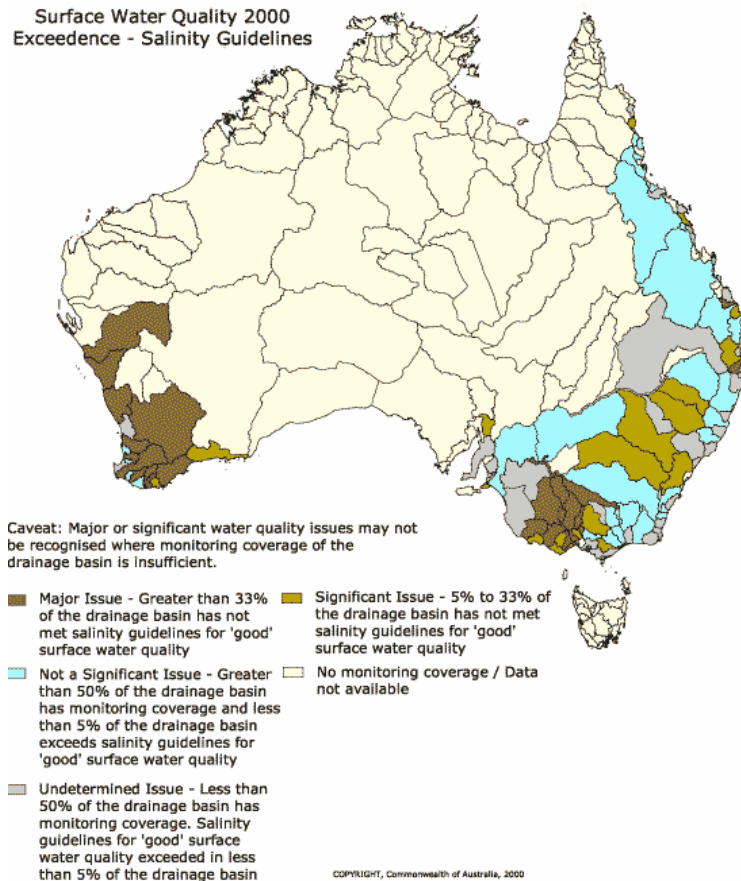 Surface Water Quality 2000
Exceedence - Salinity Guidelines
Caveat: Major or significant water quality issues may not
be recognised where monitoring coverage of the
drainage basin is insufficient.
Major Issue - Greater than 33%
of the drainage basin has not
met salinity guidelines for 'good'
surface water quality
Significant Issue - 5% to 33% of
the drainage basin has not met
salinity guidelines for 'good'
surface water quality
Not a Significant Issue - Greater
than 50% of the drainage basin
has monitoring coverage and less
than 5% of the drainage basin
exceeds salinity guidelines for
'good' surface water quality
No monitoring coverage / Data
not available
Undetermined Issue - Less than
50% of the drainage basin has
monitoring coverage. Salinity
guidelines for 'good' surface
water quality exceeded in less
than 5% of the drainage basin
COPYRIGHT, Commonwealth of Australia, 2000